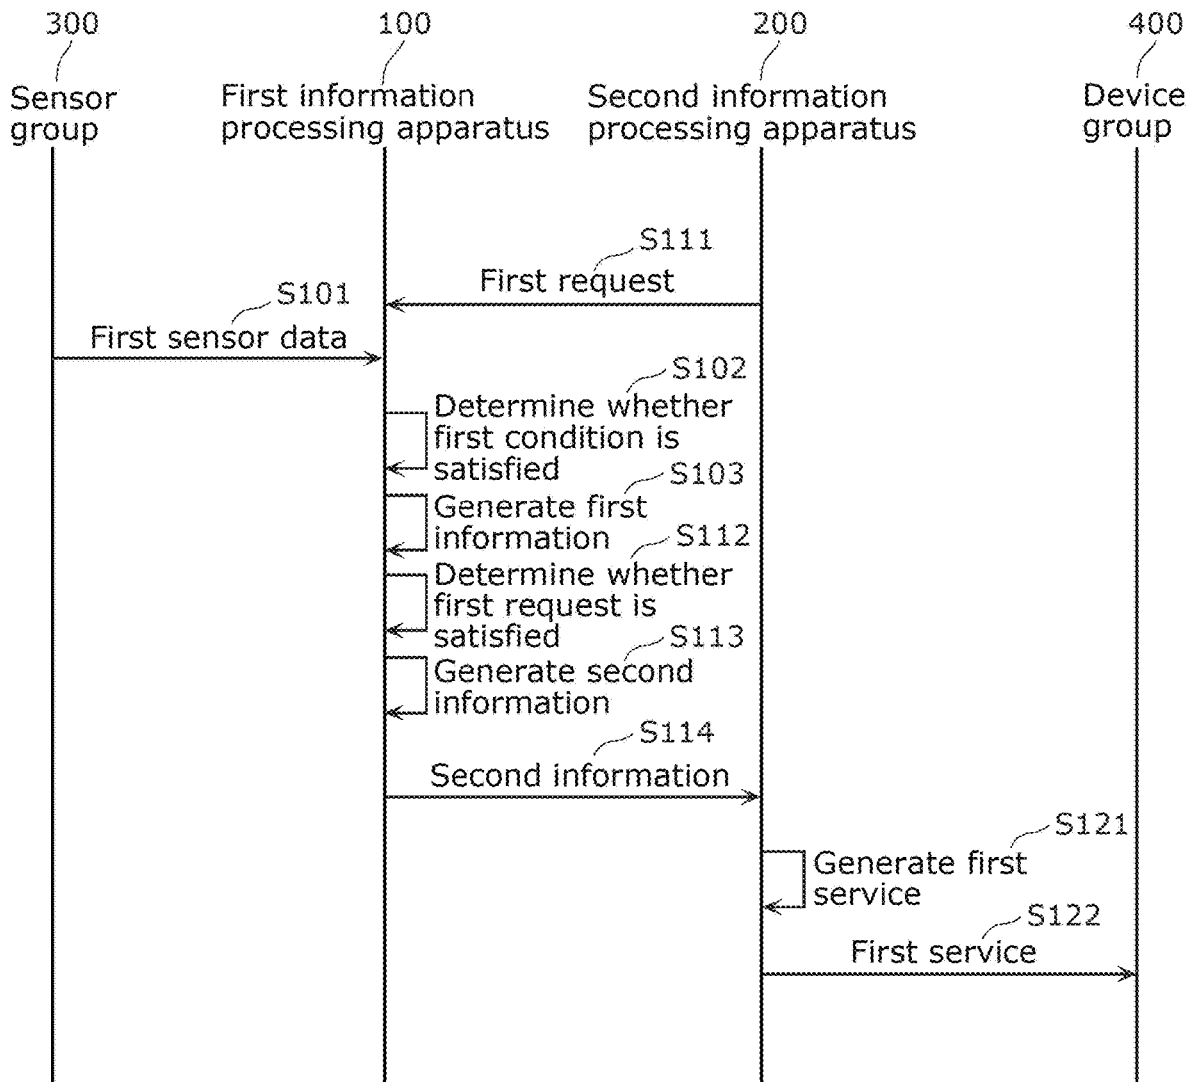 300
100
200
400
Sensor
group
First information
processing apparatus
Second information
processing apparatus
Device
group
S111
First request
S101
First sensor data
S102
Determine whether
first condition is
satisfied
S103
Generate first
information
S112
Determine whether
first request is
satisfied
S113
Generate second
information
S114
Second information
S121
Generate first
service
S122
First service